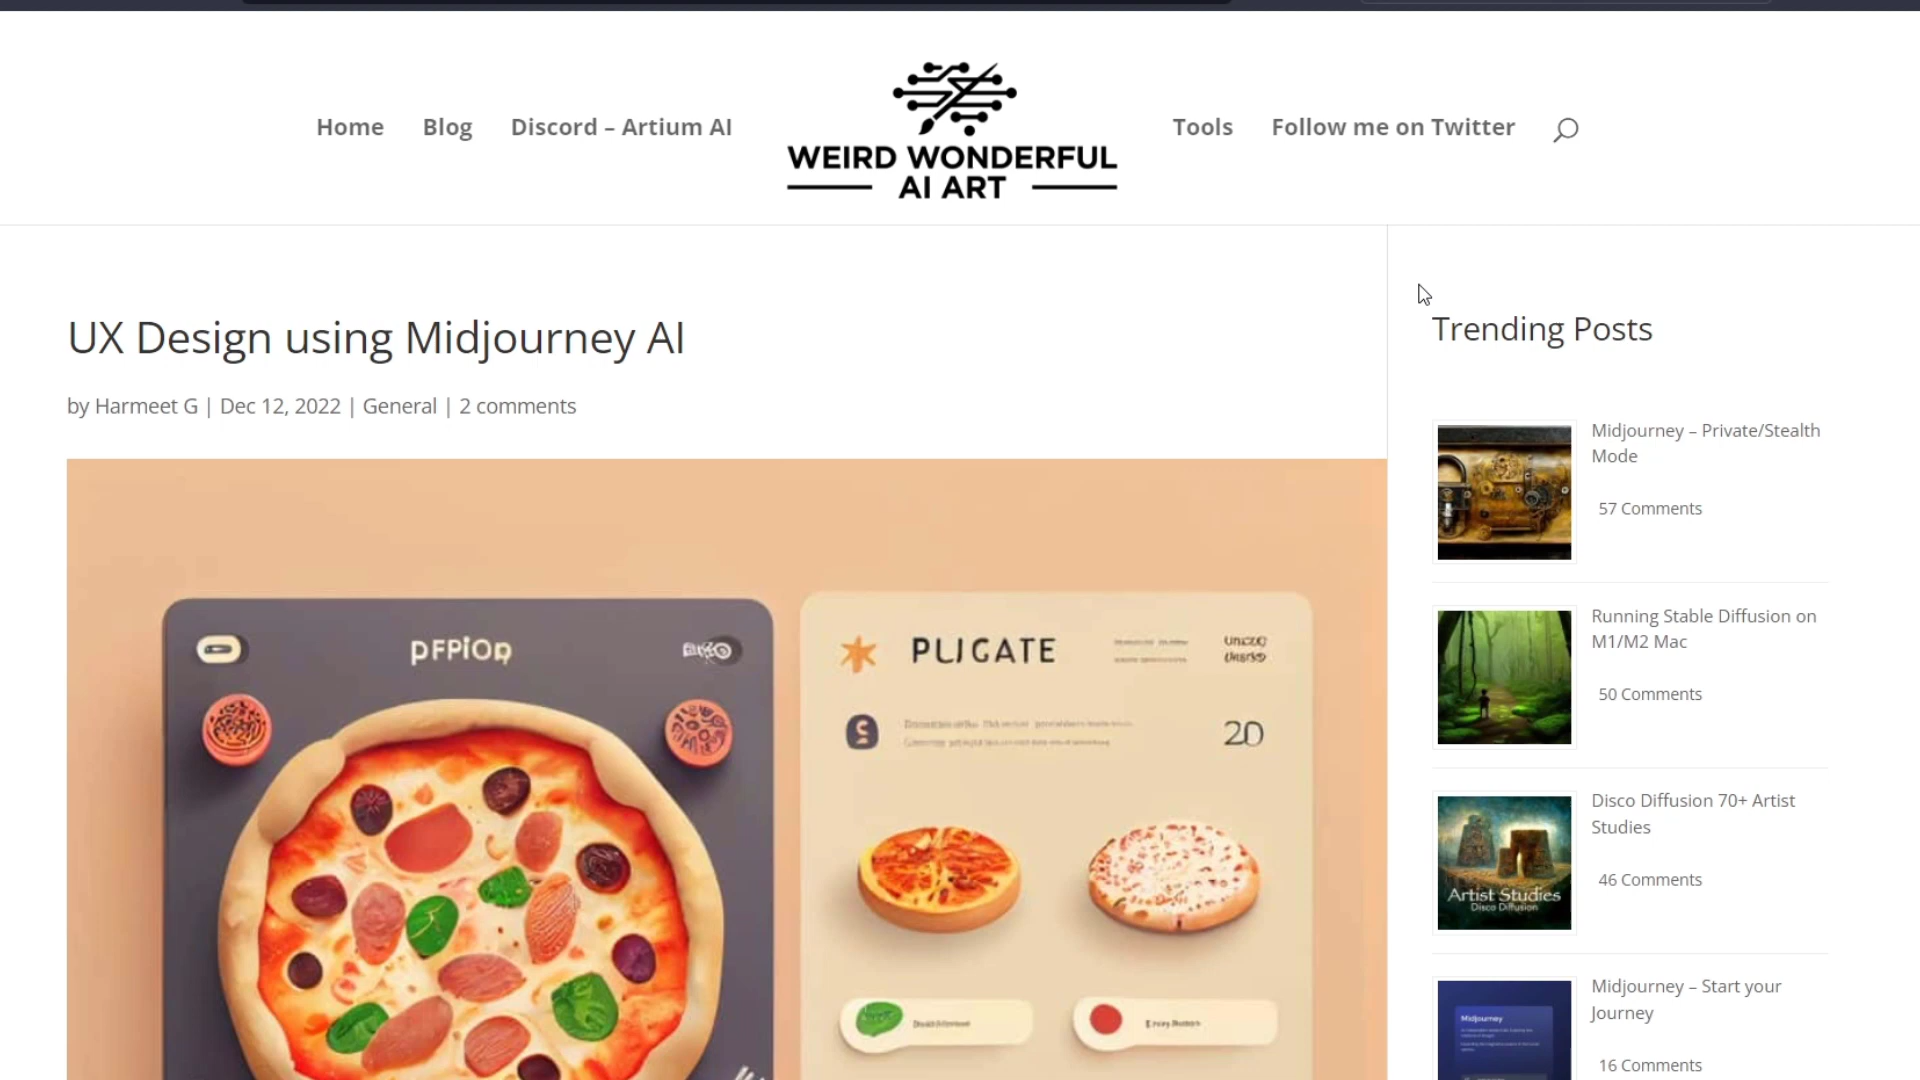 Home Blog Discord – Artium AI
WEIRD WONDERFUL
AI ART
Tools Follow me on Twitter
UX Design using Midjourney AI
by Harmeet G | Dec 12, 2022 | General | 2 comments
pFPiOp
PLIGATE
20
Trending Posts
Midjourney – Private/Stealth
Mode
57 Comments
Running Stable Diffusion on
M1/M2 Mac
50 Comments
Artist Studies
Disco Diffusion
Disco Diffusion 70+ Artist
Studies
46 Comments
Midjourney
Midjourney – Start your
Journey
16 Comments